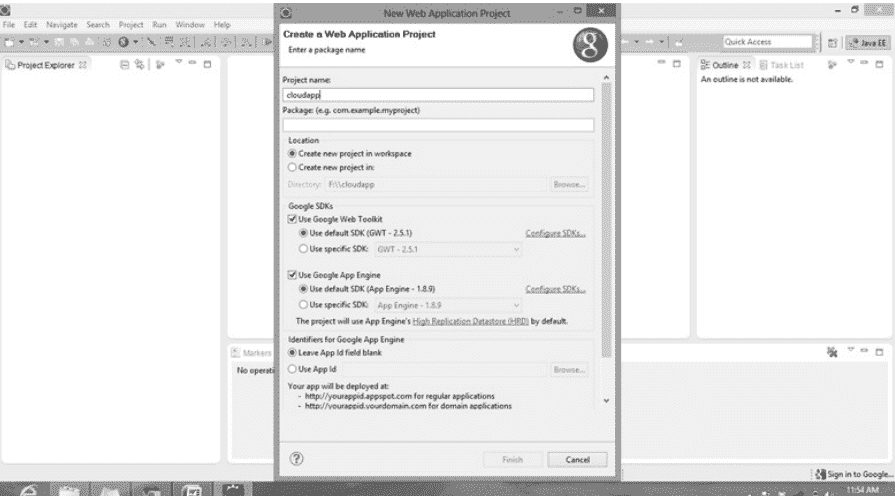 New Web Application Project
File Edit Navigate Search Project Run Window Help
Quick Access
Java EE
Project Explorer
Outline
Task List
An outline is not available.
Create a Web Application Project
Enter a package name
g
Project name:
cloudapp
Package: (e.g. com.example.myproject)
Location
Create new project in workspace
Create new project in:
Directory: F:\\cloudapp Browse...
Google SDKs
Use Google Web Toolkit
Use default SDK (GWT - 2.5.1) Configure SDKs...
Use specific SDK: GWT - 2.5.1
Use Google App Engine
Use default SDK (App Engine - 1.8.9) Configure SDKs...
Use specific SDK: App Engine - 1.8.9
The project will use App Engine's High Replication Datastore (HRD) by default.
Identifiers for Google App Engine
Leave App Id field blank
Use App Id Browse...
Your app will be deployed at:
- http://yourappid.appspot.com for regular applications
- http://yourappid.yourdomain.com for domain applications
Markers
No operati
? Finish Cancel
Sign in to Google...
11:54 AM